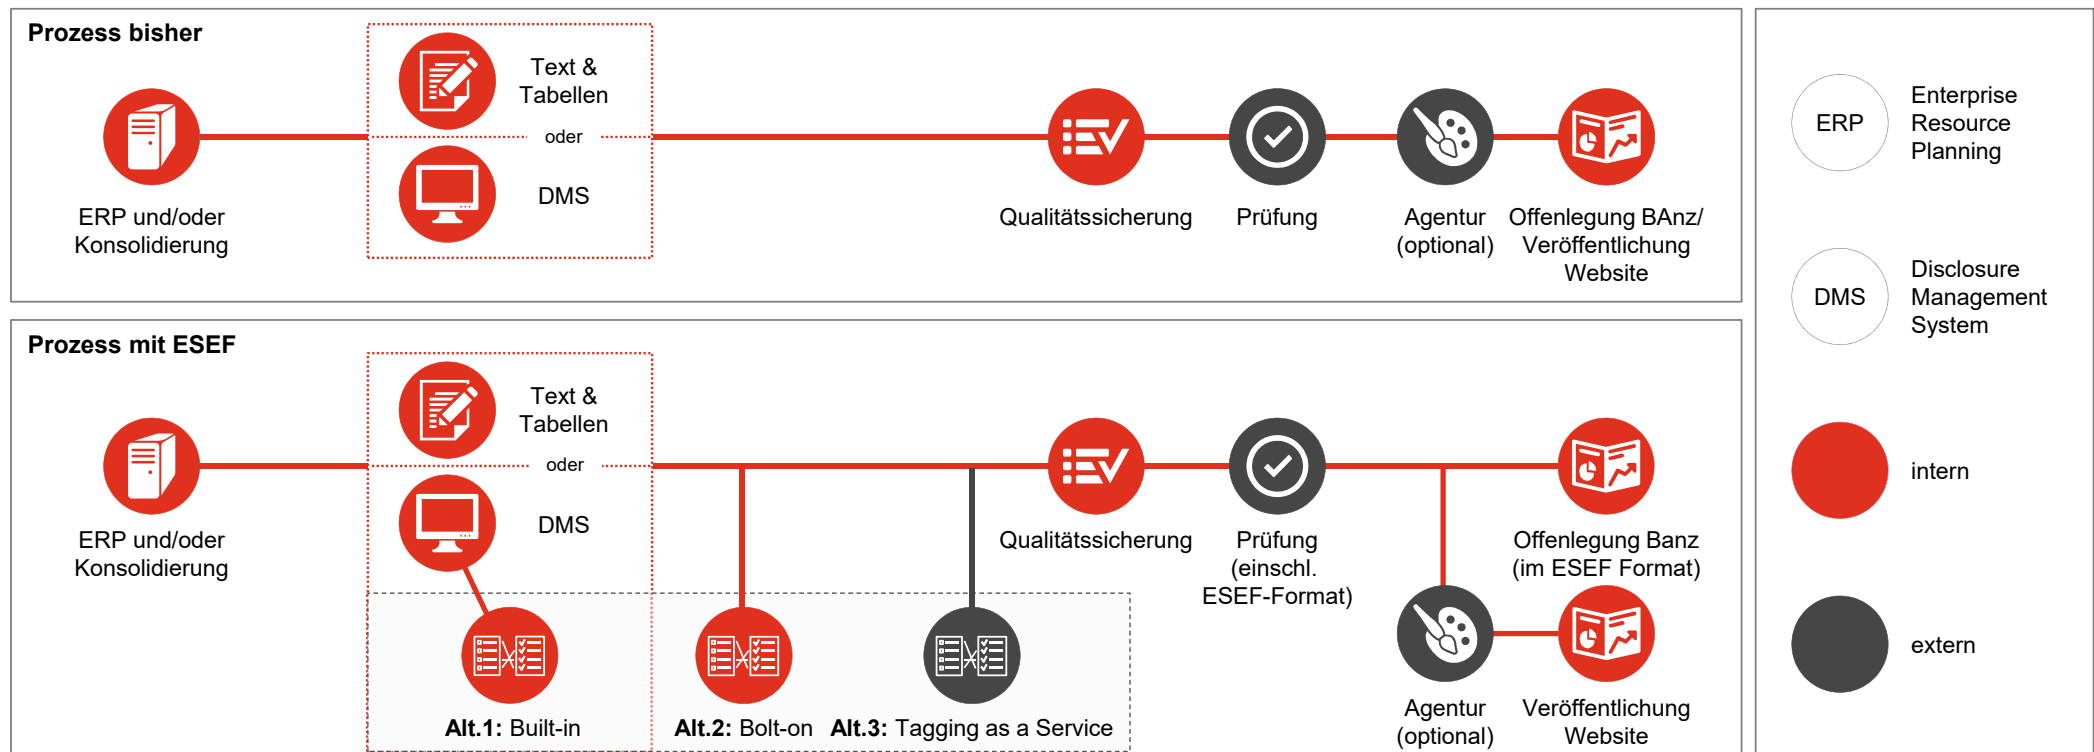 Prozess bisher
Text &
Tabellen
oder
DMS
ERP und/oder
Konsolidierung
Qualitätssicherung
Prüfung
Agentur
(optional)
Offenlegung BAnz/
Veröffentlichung
Website
Prozess mit ESEF
Text &
Tabellen
oder
DMS
ERP und/oder
Konsolidierung
Qualitätssicherung
Prüfung
(einschl.
ESEF-Format)
Offenlegung Banz
(im ESEF Format)
Alt.1: Built-in
Alt.2: Bolt-on
Alt.3: Tagging as a Service
Agentur
(optional)
Veröffentlichung
Website
ERP
Enterprise
Resource
Planning
DMS
Disclosure
Management
System
intern
extern